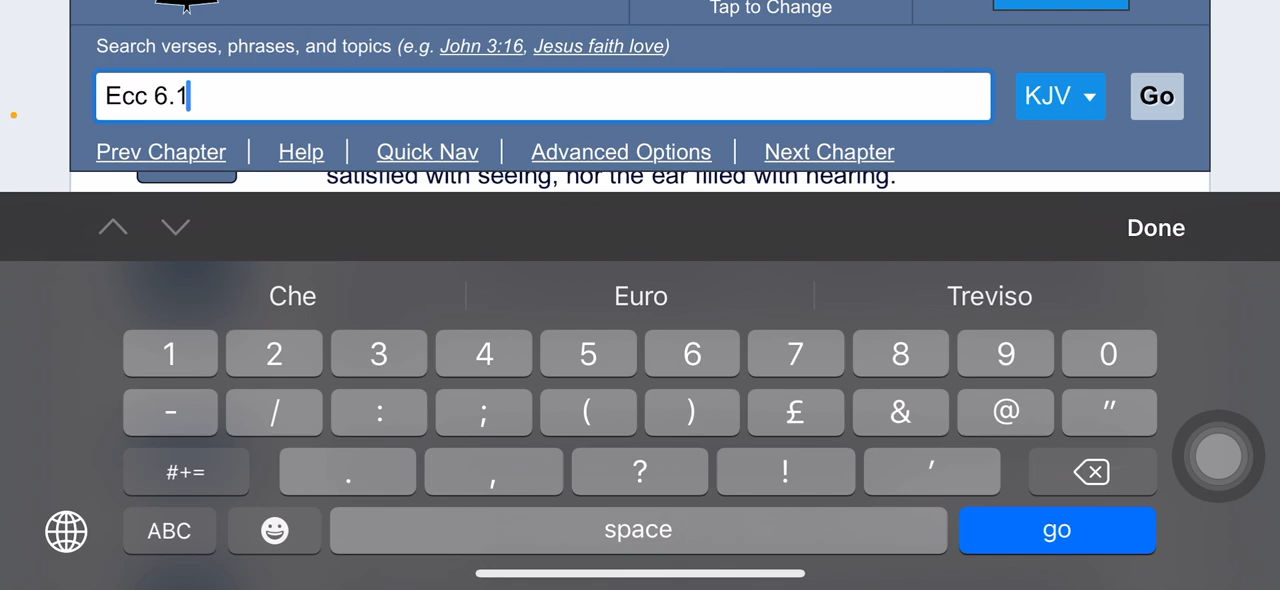 Tap to Change
Search verses, phrases, and topics (e.g. John 3:16, Jesus faith love)
Ecc 6.1 KJV Go
Prev Chapter | Help | Quick Nav | Advanced Options | Next Chapter
satisfied with seeing, nor the ear filled with hearing.
Done
Che Euro Treviso
1 2 3 4 5 6 7 8 9 0
- / : ; ( ) £ & @ "
#+= . , ? ! '
ABC space go